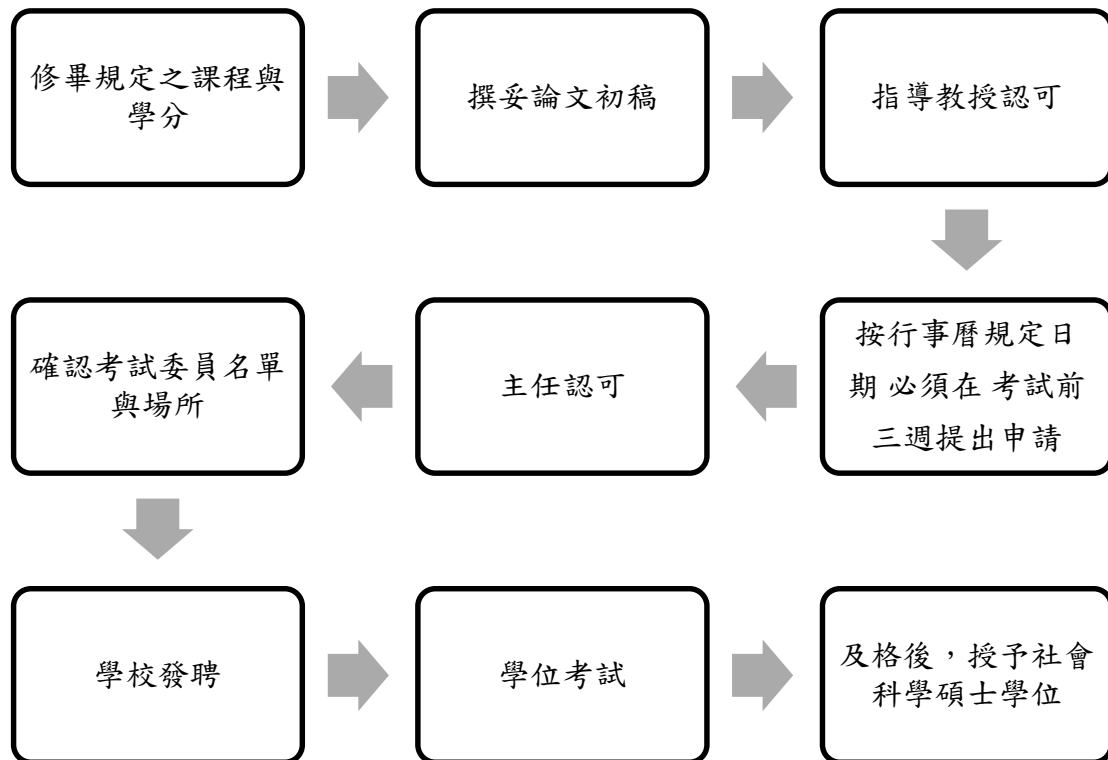 修畢規定之課程與
學分
撰妥論文初稿
指導教授認可
按行事曆規定日
期 必須在 考試前
三週提出申請
主任認可
確認考試委員名單
與場所
學校發聘
學位考試
及格後，授予社會
科學碩士學位